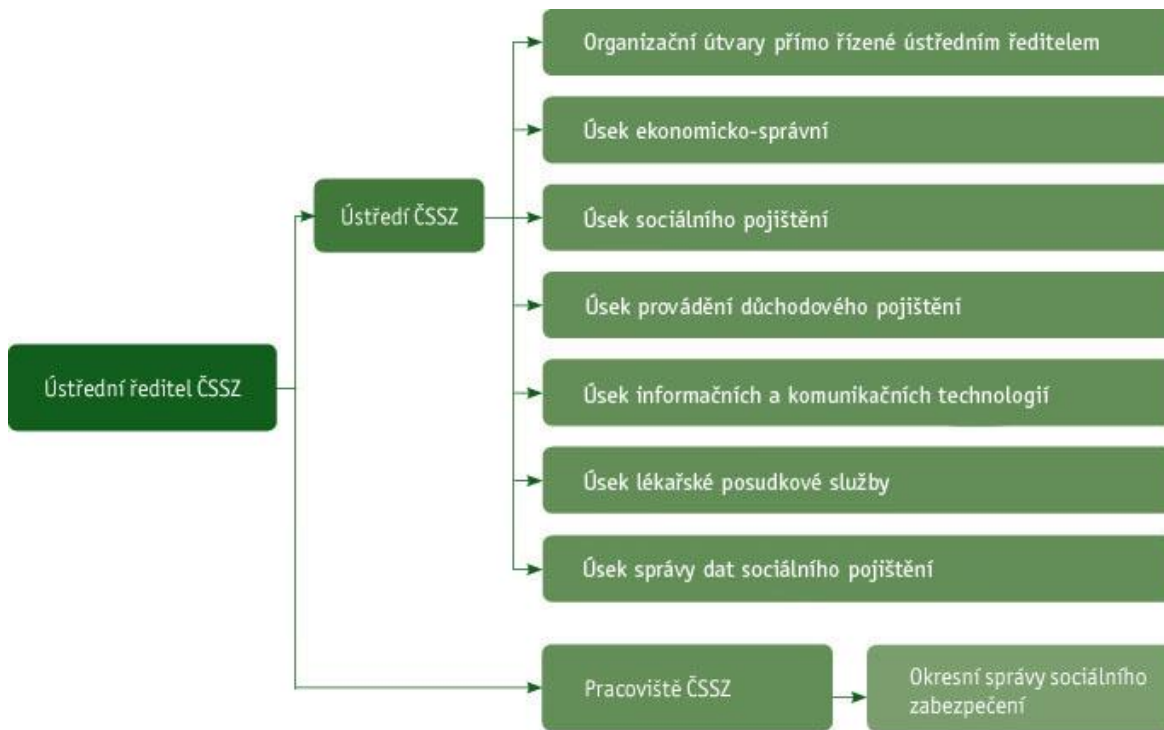 Organizační útvary přímo řízené ústředním ředitelem
Úsek ekonomicko-správní
Ústředí ČSSZ
Úsek sociálního pojištění
Úsek provádění důchodového pojištění
Ústřední ředitel ČSSZ
Úsek informačních a komunikačních technologií
Úsek lékařské posudkové služby
Úsek správy dat sociálního pojištění
Pracoviště ČSSZ
Okresní správy sociálního
zabezpečení